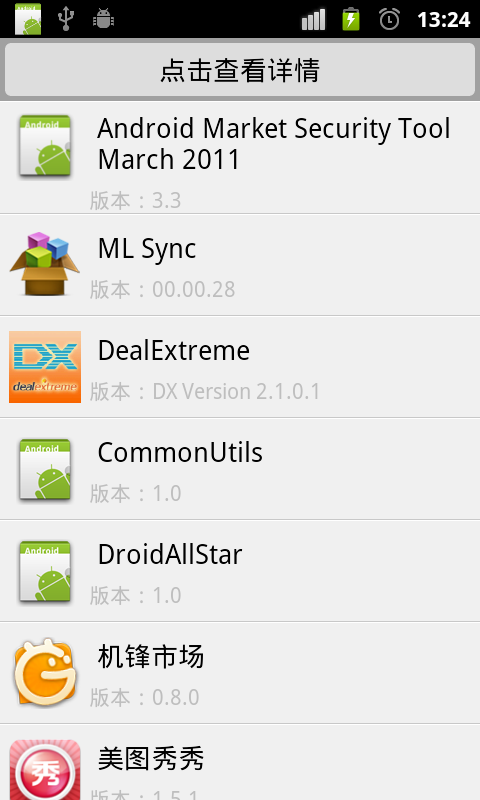 13:24
点击查看详情
Android
Android Market Security Tool
March 2011
版本：3.3
ML Sync
版本：00.00.28
DX
dealextreme
DealExtreme
版本：DX Version 2.1.0.1
Android
CommonUtils
版本：1.0
Android
DroidAllStar
版本：1.0
机锋市场
版本：0.8.0
秀
美图秀秀
版本：1.5.1